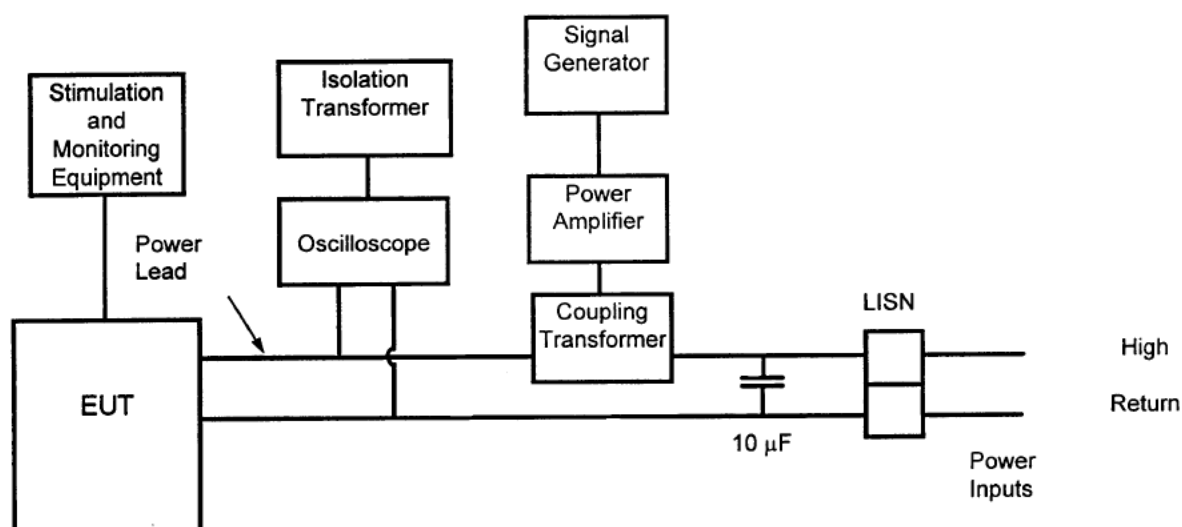 Signal
Generator
Isolation
Transformer
Stimulation
and
Monitoring
Equipment
Power
Amplifier
Oscilloscope
Power
Lead
Coupling
Transformer
LISN
High
EUT
Return
10 μF
Power
Inputs